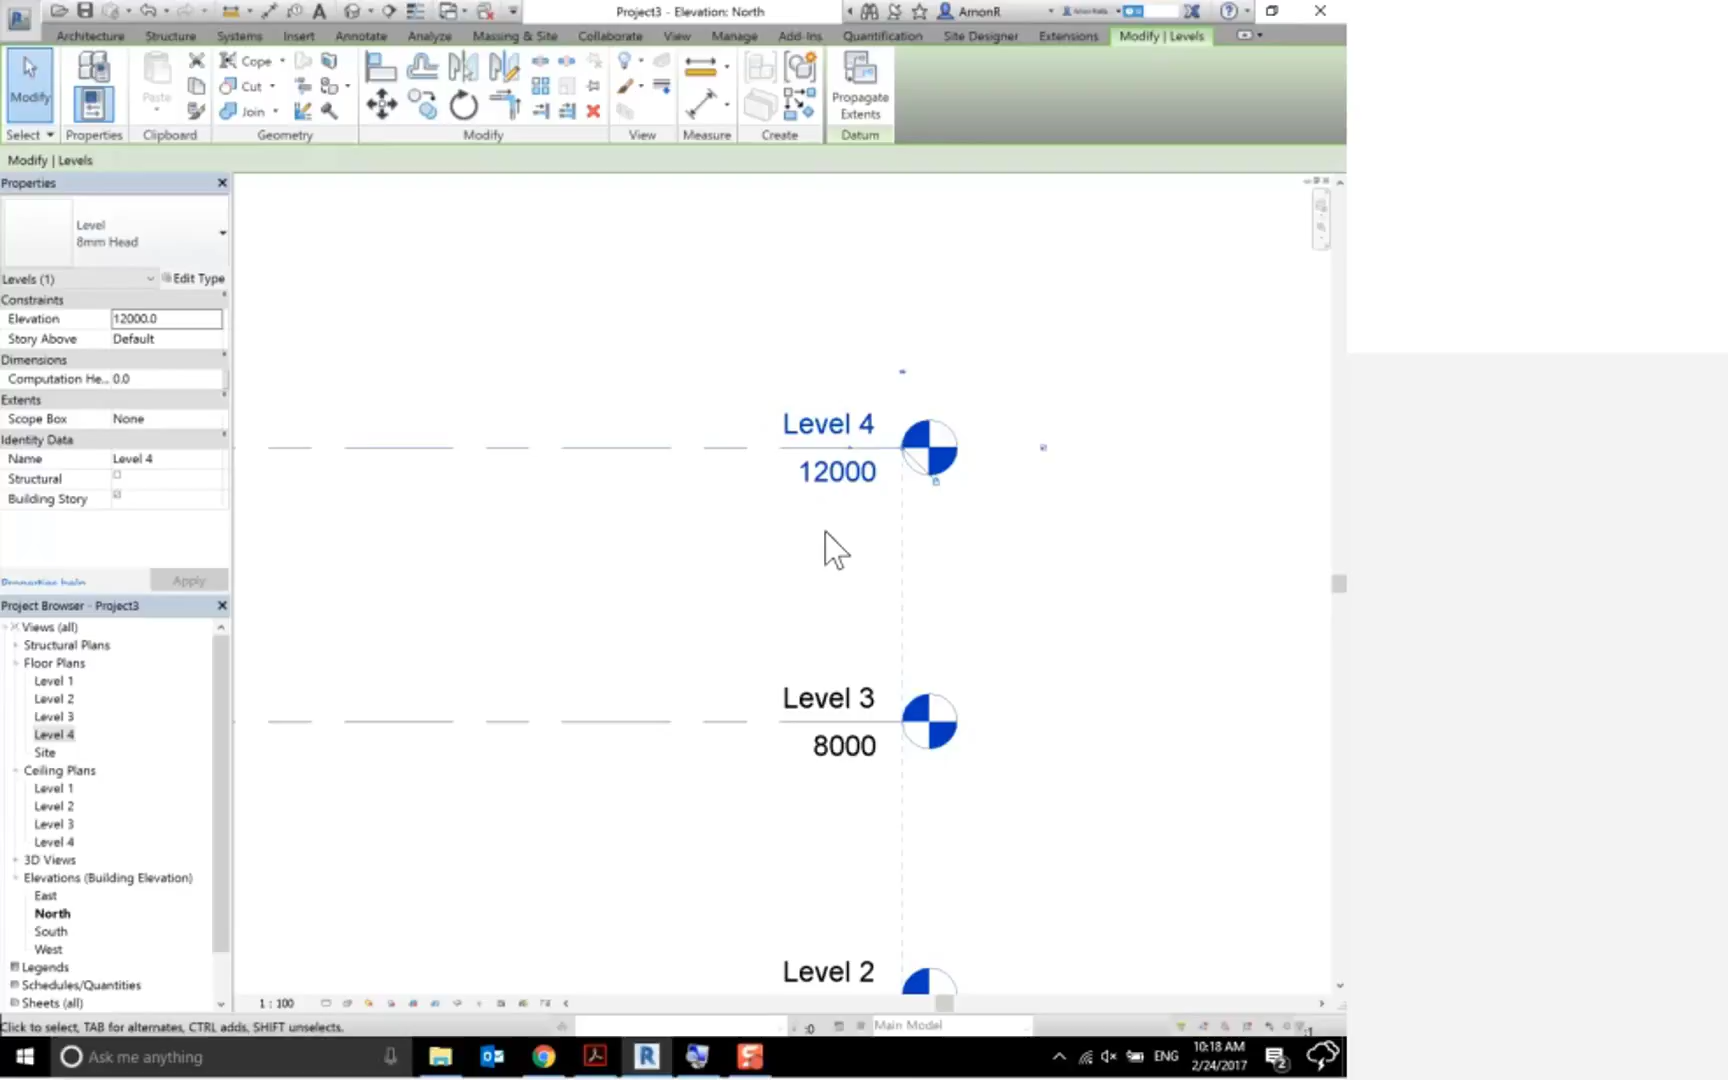 Project3 - Elevation: North
ArnonR
Architecture
Structure
Systems
Insert
Annotate
Analyze
Massing & Site
Collaborate
View
Manage
Add-Ins
Quantification
Site Designer
Extensions
Modify | Levels
Modify
Paste
Cope
Cut
Join
Propagate
Extents
Select
Properties
Clipboard
Geometry
Modify
View
Measure
Create
Datum
Modify | Levels
Properties
Level
8mm Head
Levels (1)
Edit Type
Constraints
Elevation 12000.0
Story Above Default
Dimensions
Computation He... 0.0
Extents
Scope Box None
Identity Data
Name Level 4
Structural
Building Story
Properties help
Apply
Project Browser - Project3
Views (all)
Structural Plans
Floor Plans
Level 1
Level 2
Level 3
Level 4
Site
Ceiling Plans
Level 1
Level 2
Level 3
Level 4
3D Views
Elevations (Building Elevation)
East
North
South
West
Legends
Schedules/Quantities
Sheets (all)
Level 4
12000
Level 3
8000
Level 2
1 : 100
Click to select, TAB for alternates, CTRL adds, SHIFT unselects.
:0
Main Model
:1
Ask me anything
ENG
10:18 AM
2/24/2017
2